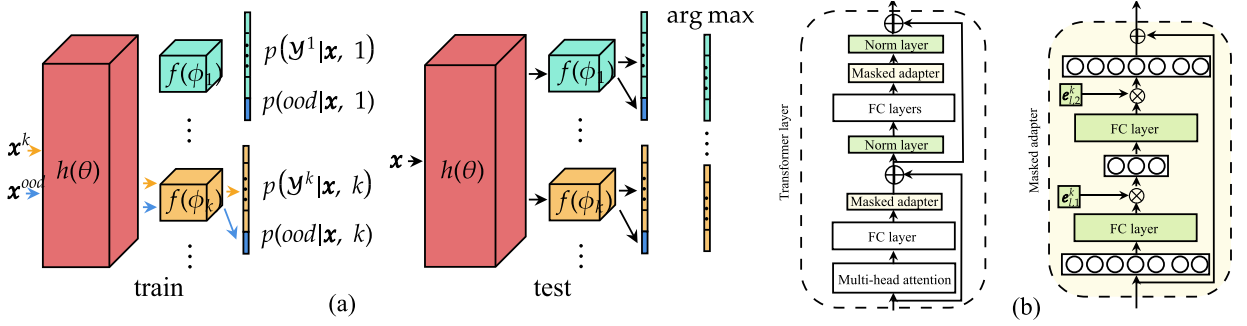 x^k
x^ood
h(θ)
f(ϕ_1)
⋮
f(ϕ_k)
⋮
p(y^1|x, 1)
p(ood|x, 1)
p(y^k|x, k)
p(ood|x, k)
train
(a)
x
h(θ)
f(ϕ_1)
⋮
f(ϕ_k)
⋮
arg max
test
Transformer layer
Norm layer
Masked adapter
FC layers
Norm layer
Masked adapter
FC layer
Multi-head attention
(b)
Masked adapter
e^k_{l,2}
FC layer
e^k_{l,1}
FC layer